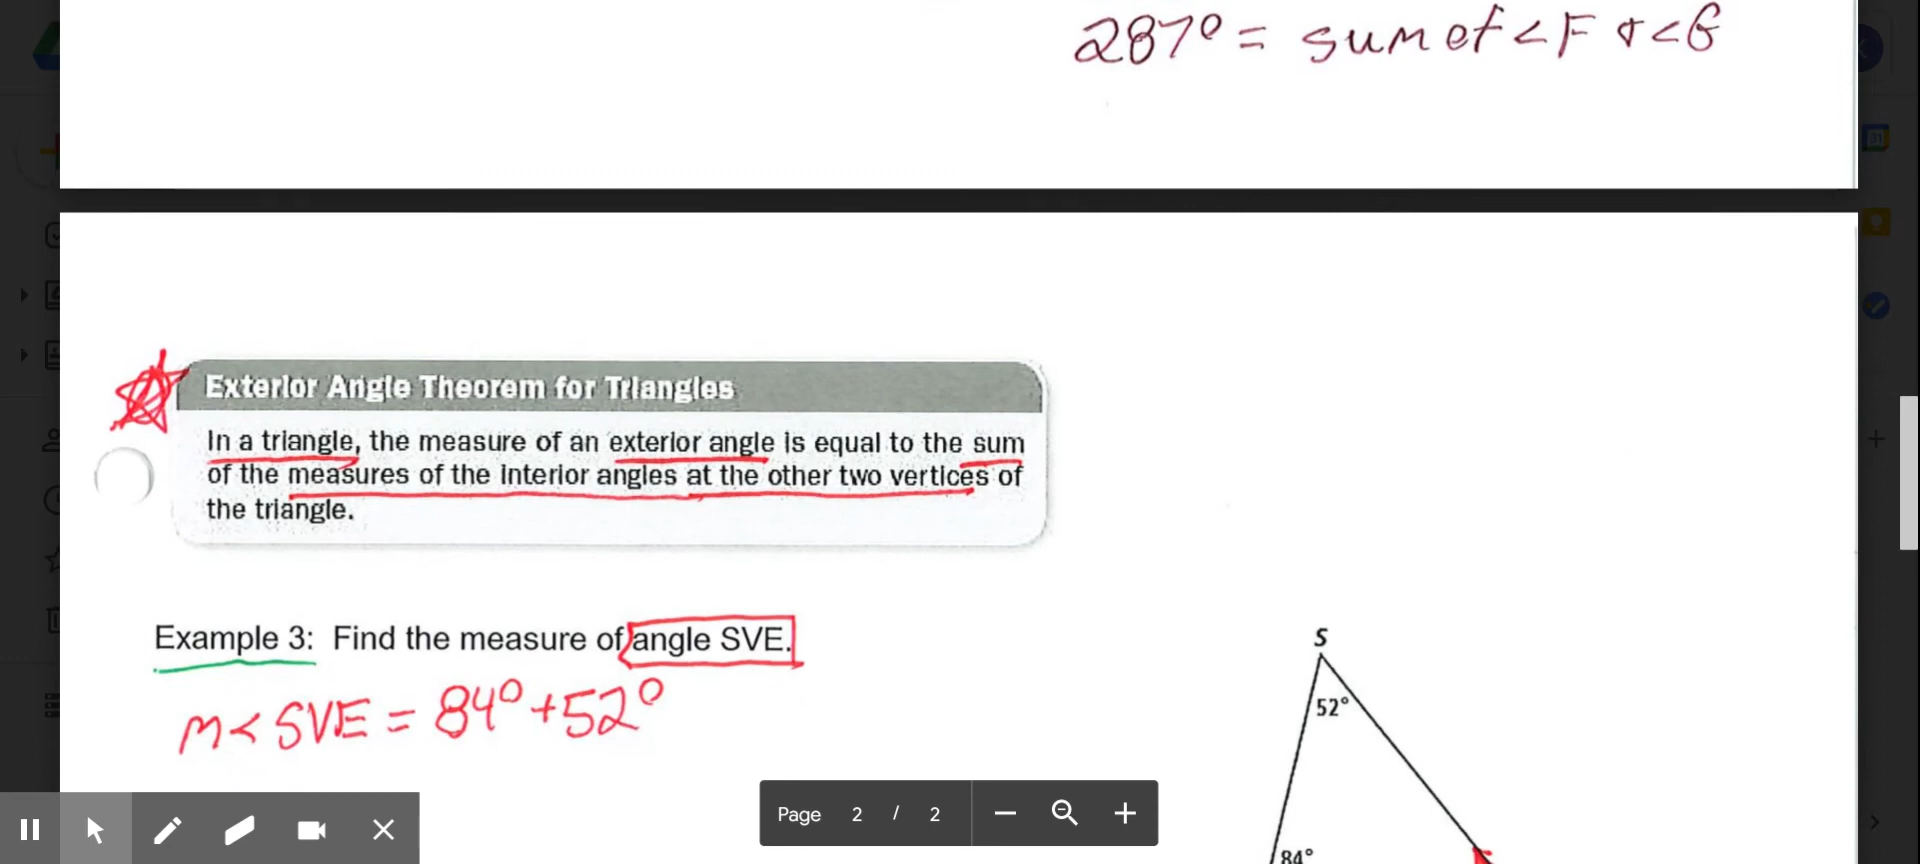 287° = sum of <F & <G
Exterior Angle Theorem for Triangles
In a triangle, the measure of an exterior angle is equal to the sum
of the measures of the interior angles at the other two vertices of
the triangle.
Example 3: Find the measure of angle SVE.
m< SVE = 84° + 52°
S
52°
84°
Page 2 / 2
31